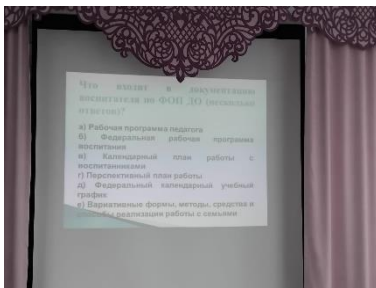 Что входит в документацию
воспитателя по ФОП ДО (несколько
ответов)?
а) Рабочая программа педагога
б) Федеральная рабочая программа
воспитания
в) Календарный план работы с
воспитанниками
г) Перспективный план работы
д) Федеральный календарный учебный
график
е) Вариативные формы, методы, средства и
способы реализации работы с семьями